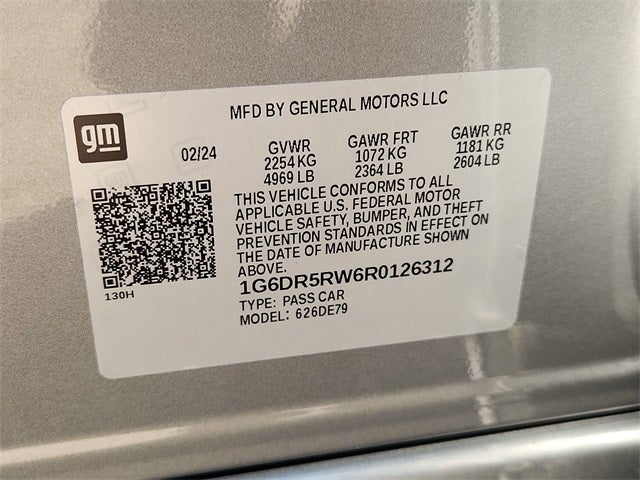 MFD BY GENERAL MOTORS LLC
gm
02/24
GVWR GAWR FRT GAWR RR
2254 KG 1072 KG 1181 KG
4969 LB 2364 LB 2604 LB
THIS VEHICLE CONFORMS TO ALL
APPLICABLE U.S. FEDERAL MOTOR
VEHICLE SAFETY, BUMPER, AND THEFT
PREVENTION STANDARDS IN EFFECT ON
THE DATE OF MANUFACTURE SHOWN
ABOVE.
130H
1G6DR5RW6R0126312
TYPE: PASS CAR
MODEL: 626DE79